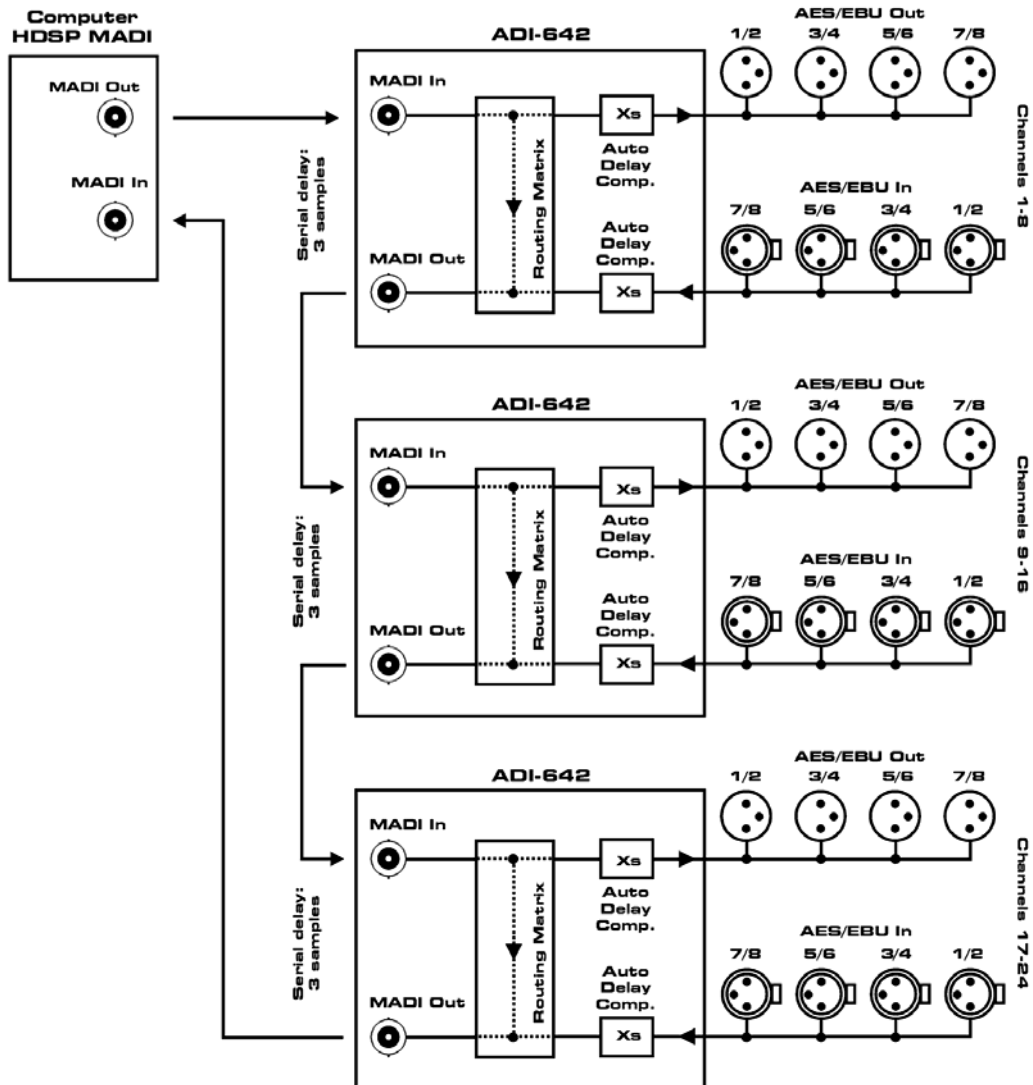 Computer
HDSP MADI
MADI Out
MADI In
Serial delay:
3 samples
ADI-642
MADI In
MADI Out
Routing Matrix
Xs
Auto
Delay
Comp.
Auto
Delay
Comp.
Xs
AES/EBU Out
1/2 3/4 5/6 7/8
AES/EBU In
7/8 5/6 3/4 1/2
Channels 1-8
Serial delay:
3 samples
ADI-642
MADI In
MADI Out
Routing Matrix
Xs
Auto
Delay
Comp.
Auto
Delay
Comp.
Xs
AES/EBU Out
1/2 3/4 5/6 7/8
AES/EBU In
7/8 5/6 3/4 1/2
Channels 9-16
Serial delay:
3 samples
ADI-642
MADI In
MADI Out
Routing Matrix
Xs
Auto
Delay
Comp.
Auto
Delay
Comp.
Xs
AES/EBU Out
1/2 3/4 5/6 7/8
AES/EBU In
7/8 5/6 3/4 1/2
Channels 17-24